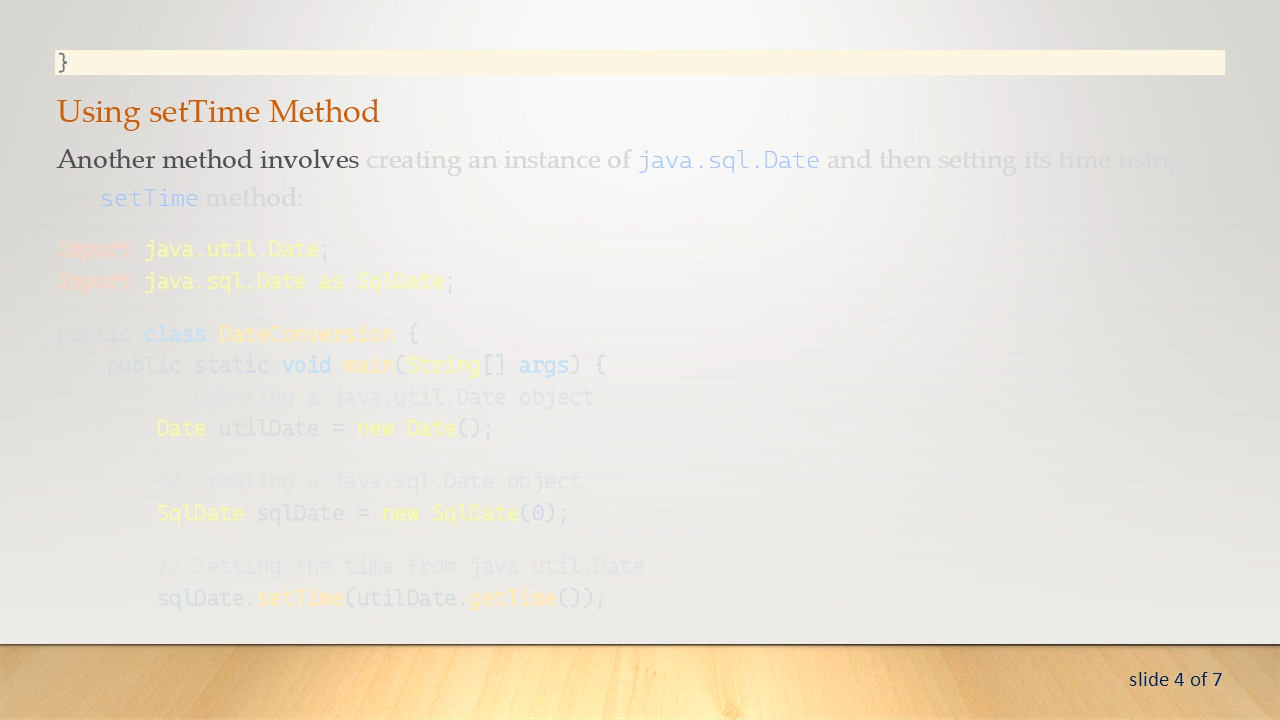 }
Using setTime Method
Another method involves creating an instance of java.sql.Date and then setting its time using
the setTime method:
import java.util.Date;
import java.sql.Date as SqlDate;
public class DateConversion {
    public static void main(String[] args) {
        // Creating a java.util.Date object
        Date utilDate = new Date();
        // Creating a java.sql.Date object
        SqlDate sqlDate = new SqlDate(0);
        // Setting the time from java.util.Date
        sqlDate.setTime(utilDate.getTime());
slide 4 of 7